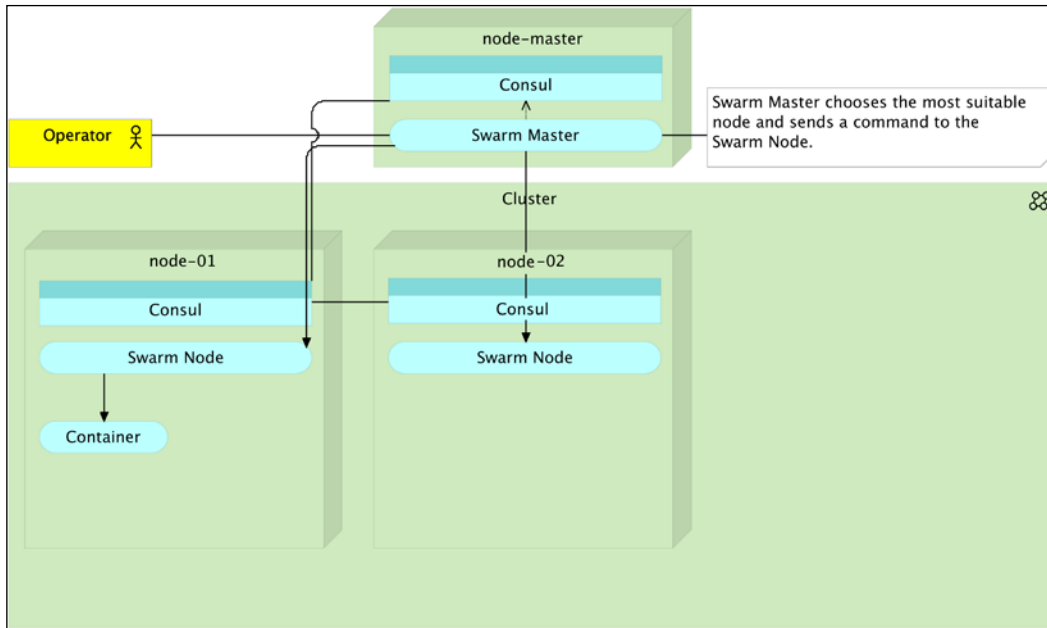 node-master
Consul
Swarm Master
Operator
Swarm Master chooses the most suitable
node and sends a command to the
Swarm Node.
Cluster
node-01
Consul
Swarm Node
Container
node-02
Consul
Swarm Node